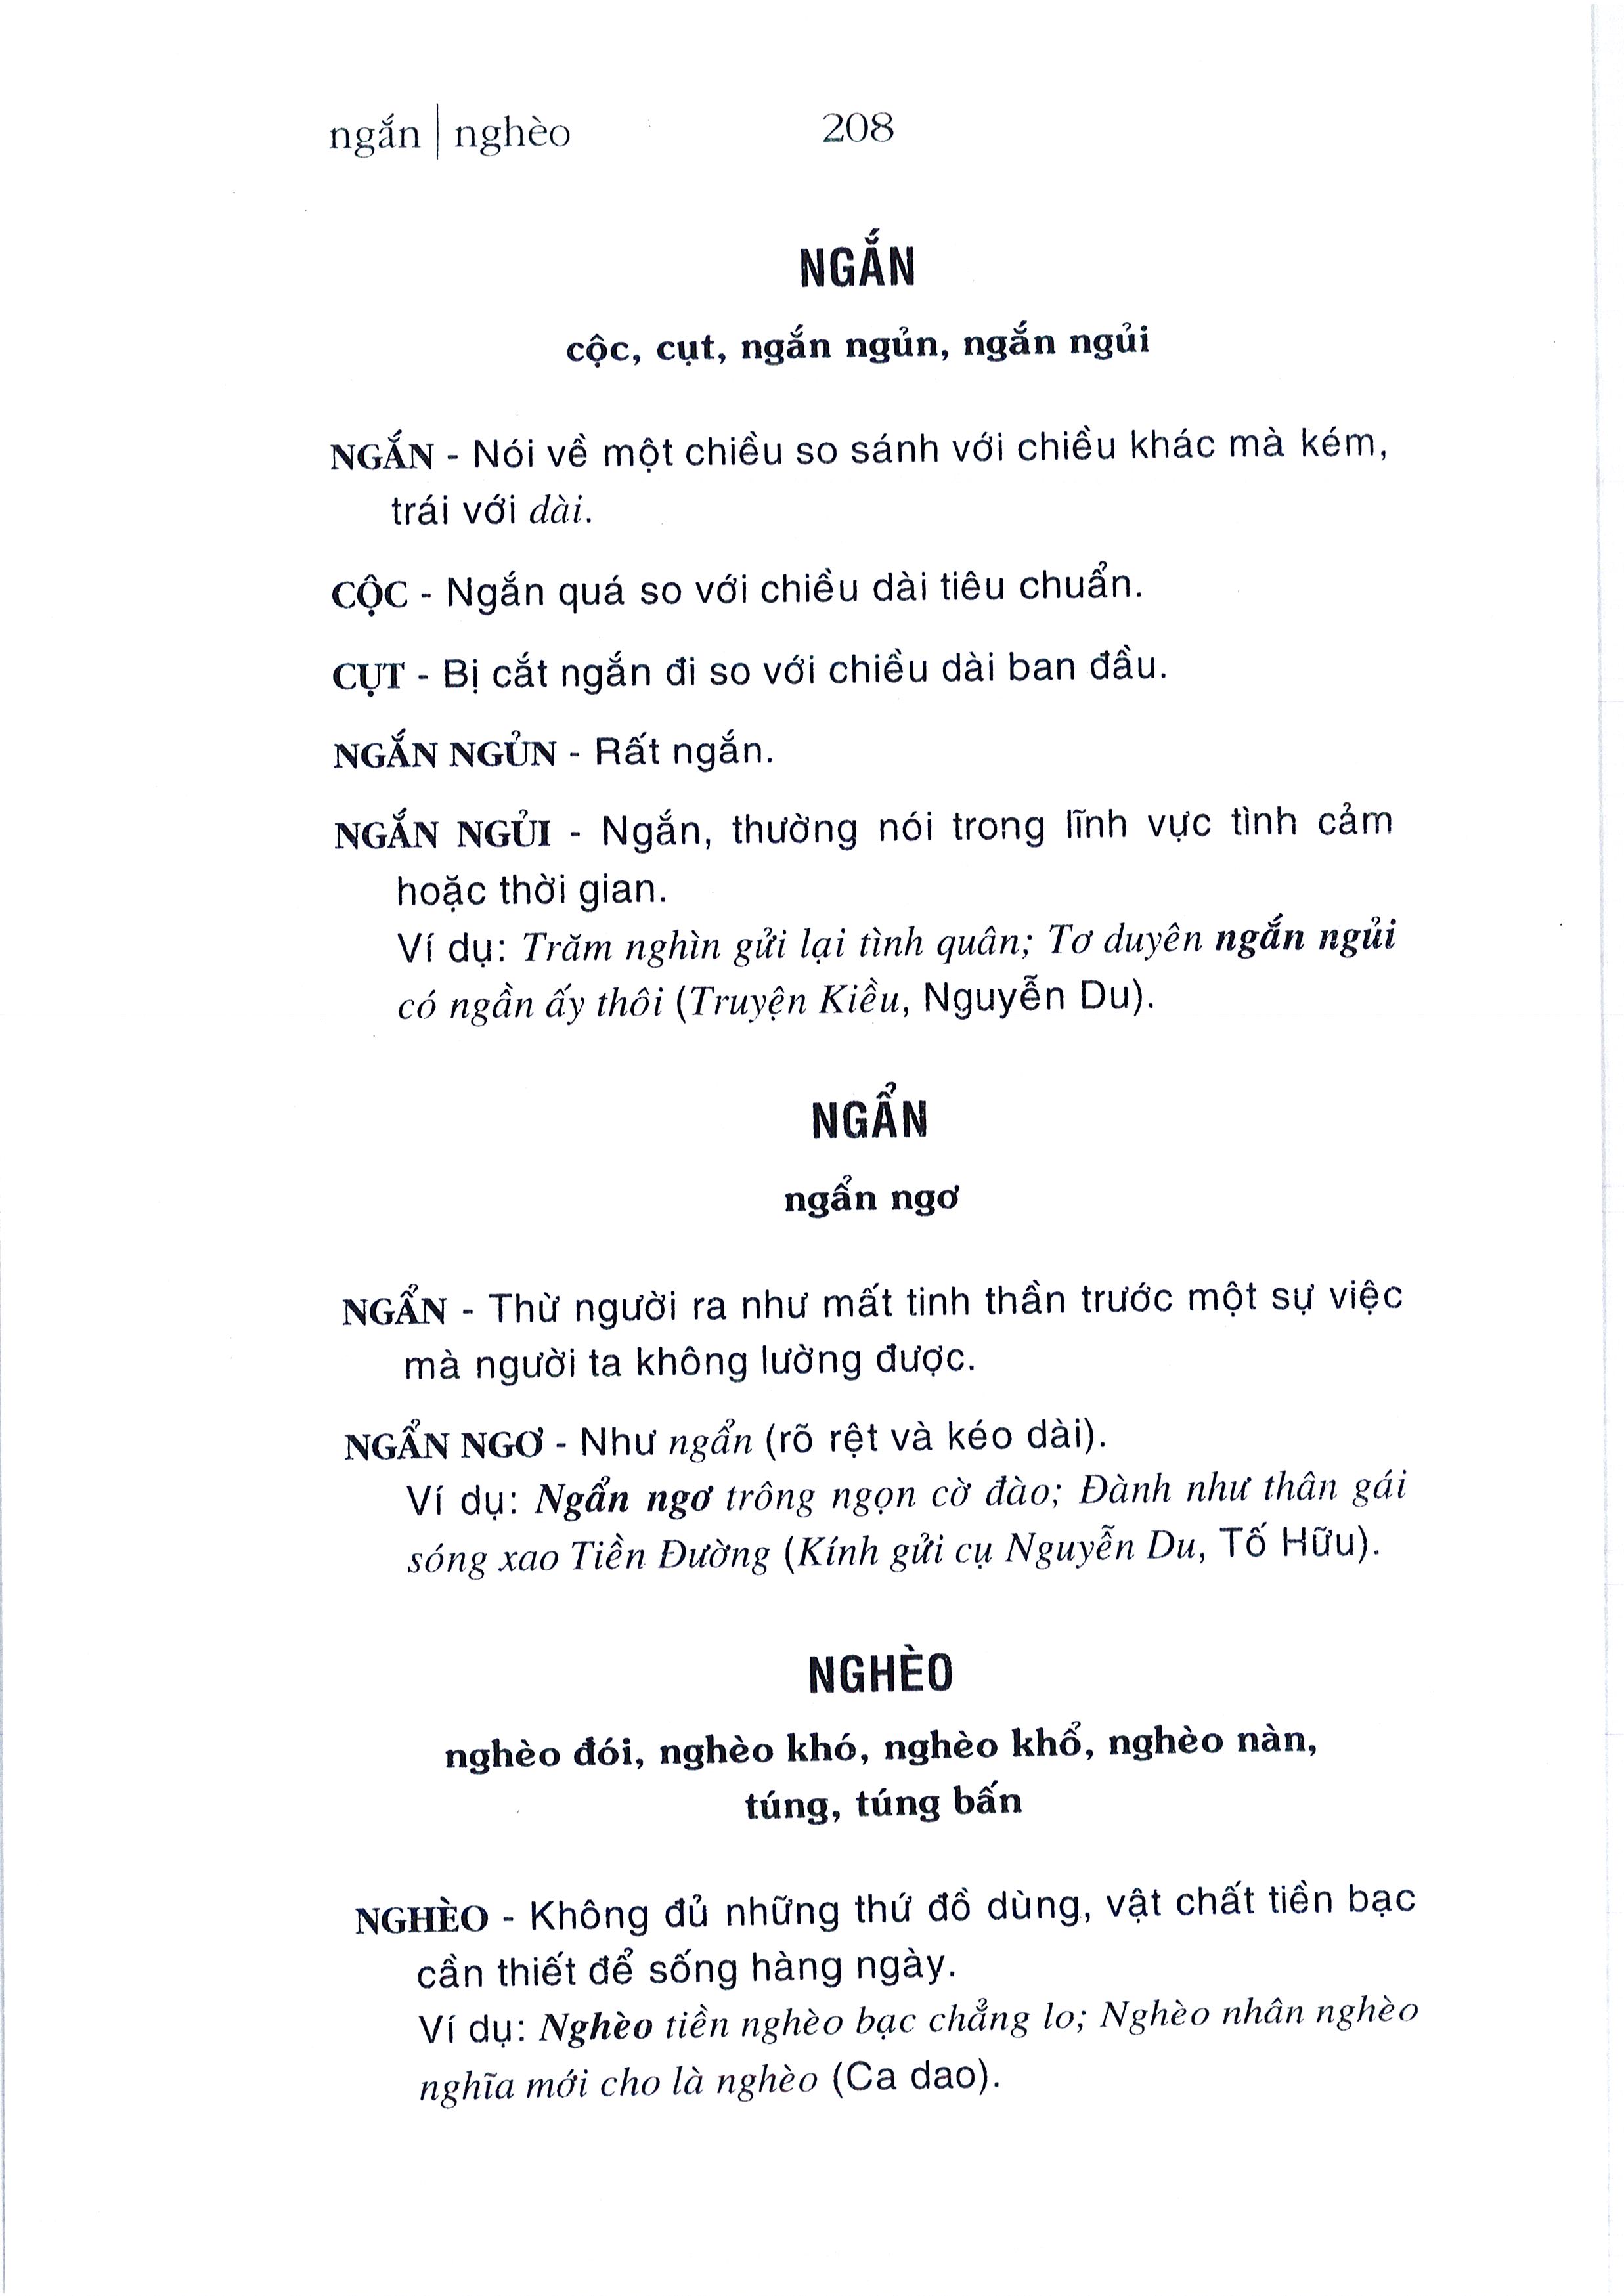 ngắn | nghèo 208
NGẮN
cộc, cụt, ngắn ngủn, ngắn ngủi
NGẮN - Nói về một chiều so sánh với chiều khác mà kém,
trái với dài.
CỘC - Ngắn quá so với chiều dài tiêu chuẩn.
CỤT - Bị cắt ngắn đi so với chiều dài ban đầu.
NGẮN NGỦN - Rất ngắn.
NGẮN NGỦI - Ngắn, thường nói trong lĩnh vực tình cảm
hoặc thời gian.
Ví dụ: Trăm nghìn gửi lại tình quân; Tơ duyên ngắn ngủi
có ngần ấy thôi (Truyện Kiều, Nguyễn Du).
NGẨN
ngẩn ngơ
NGẨN - Thừ người ra như mất tinh thần trước một sự việc
mà người ta không lường được.
NGẨN NGƠ - Như ngẩn (rõ rệt và kéo dài).
Ví dụ: Ngẩn ngơ trông ngọn cờ đào; Đành như thân gái
sóng xao Tiền Đường (Kính gửi cụ Nguyễn Du, Tố Hữu).
NGHÈO
nghèo đói, nghèo khó, nghèo khổ, nghèo nàn,
túng, túng bấn
NGHÈO - Không đủ những thứ đồ dùng, vật chất tiền bạc
cần thiết để sống hàng ngày.
Ví dụ: Nghèo tiền nghèo bạc chẳng lo; Nghèo nhân nghèo
nghĩa mới cho là nghèo (Ca dao).